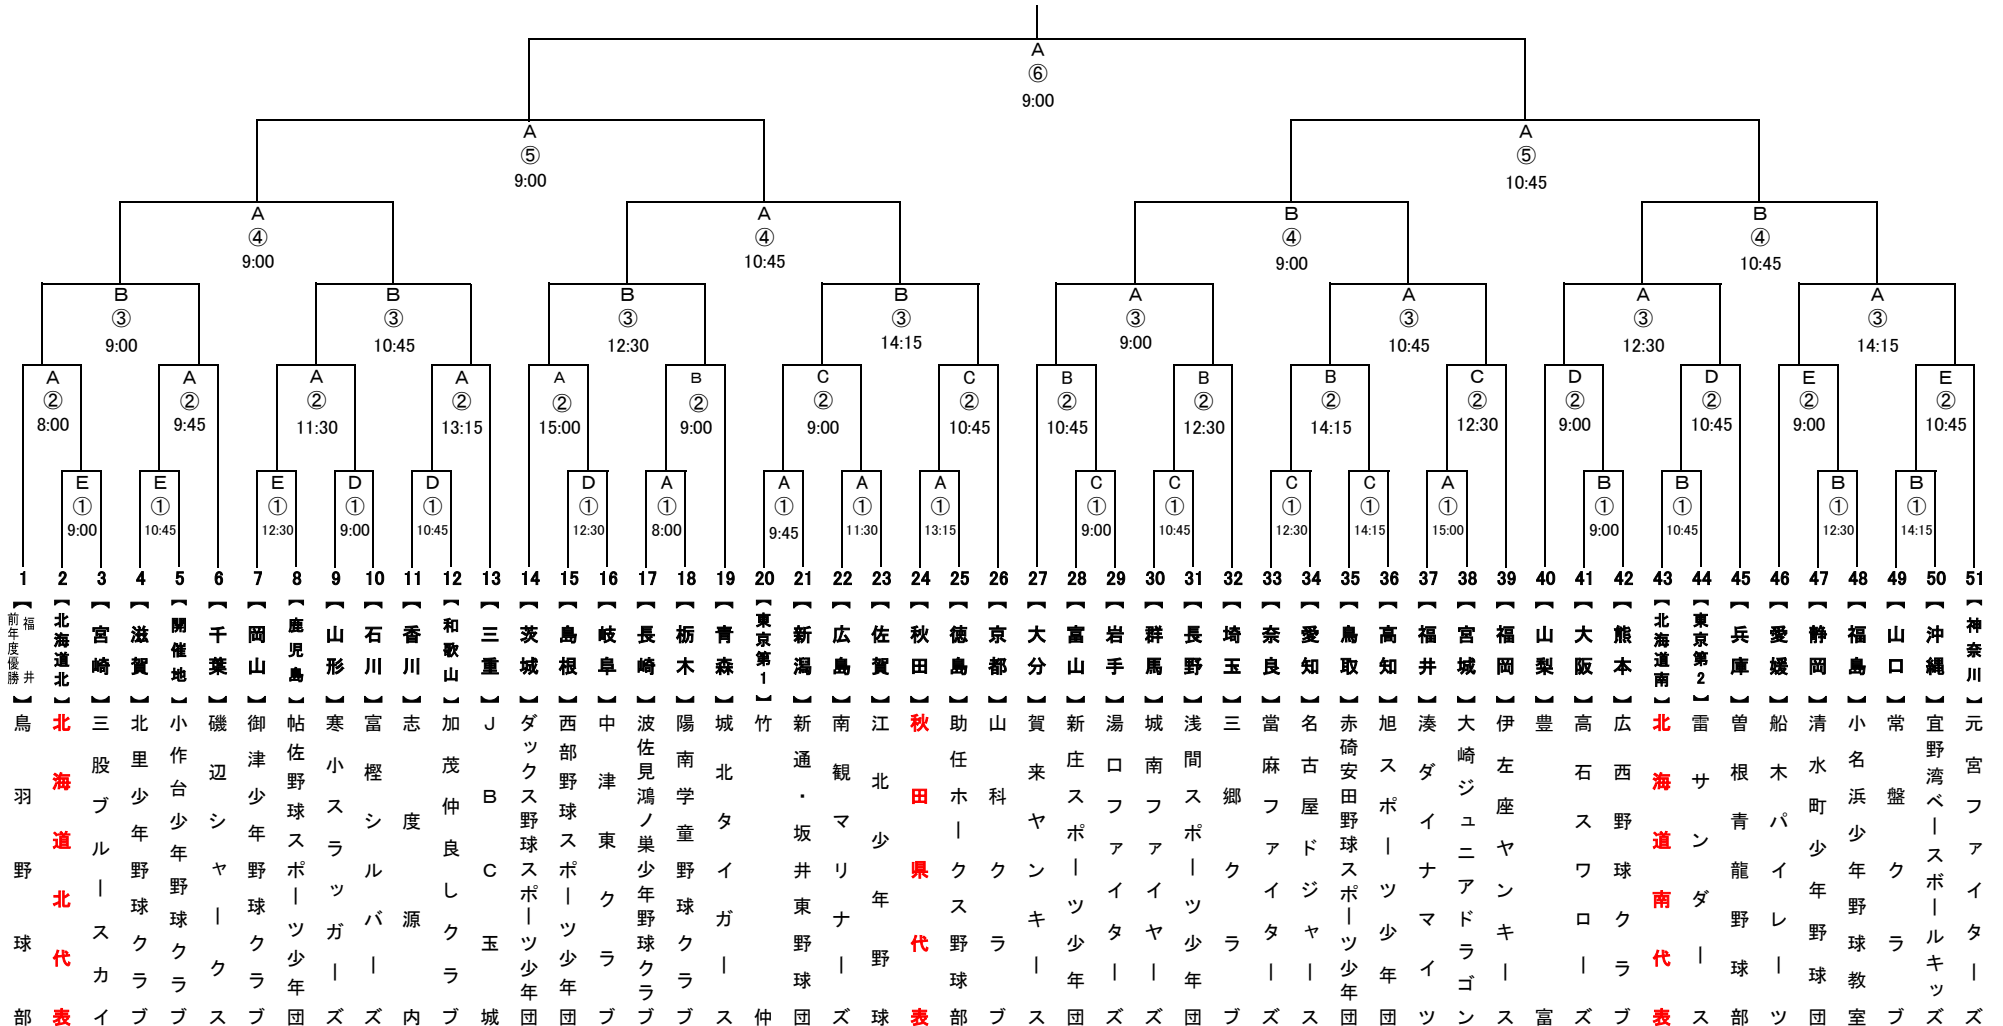 A
⑥
9:00
A
⑤
9:00
A
⑤
10:45
A
④
9:00
A
④
10:45
B
④
9:00
B
④
10:45
B
③
9:00
B
③
10:45
B
③
12:30
B
③
14:15
A
③
9:00
A
③
10:45
A
③
12:30
A
③
14:15
A
②
8:00
A
②
9:45
A
②
11:30
A
②
13:15
A
②
15:00
B
②
9:00
C
②
9:00
C
②
10:45
B
②
10:45
B
②
12:30
B
②
14:15
C
②
12:30
D
②
9:00
D
②
10:45
E
②
9:00
E
②
10:45
E
①
9:00
E
①
10:45
E
①
12:30
D
①
9:00
D
①
10:45
D
①
12:30
A
①
8:00
A
①
9:45
A
①
11:30
A
①
13:15
C
①
9:00
C
①
10:45
C
①
12:30
C
①
14:15
A
①
15:00
B
①
9:00
B
①
10:45
B
①
12:30
B
①
14:15
1 【福井 前年度優勝】 鳥羽野球部
2 【北海道北】 北海道北代表
3 【宮崎】 三股ブルースカイ
4 【滋賀】 北里少年野球クラブ
5 【開催地】 小作台少年野球クラブ
6 【千葉】 磯辺シャークス
7 【岡山】 御津少年野球クラブ
8 【鹿児島】 帖佐野球スポーツ少年団
9 【山形】 寒小スラッガーズ
10 【石川】 富樫シルバーズ
11 【香川】 志度源内
12 【和歌山】 加茂仲良しクラブ
13 【三重】 JBC玉城
14 【茨城】 ダックス野球スポーツ少年団
15 【島根】 西部野球スポーツ少年団
16 【岐阜】 中津東クラブ
17 【長崎】 波佐見鴻ノ巣少年野球クラブ
18 【栃木】 陽南学童野球クラブ
19 【青森】 城北タイガース
20 【東京第1】 竹仲
21 【新潟】 新通・坂井東野球団
22 【広島】 南観マリナーズ
23 【佐賀】 江北少年野球
24 【秋田】 秋田県代表
25 【徳島】 助任ホークス野球部
26 【京都】 山科クラブ
27 【大分】 賀来ヤンキース
28 【富山】 新庄スポーツ少年団
29 【岩手】 湯口ファイターズ
30 【群馬】 城南ファイヤーズ
31 【長野】 浅間スポーツ少年団
32 【埼玉】 三郷クラブ
33 【奈良】 當麻ファイターズ
34 【愛知】 名古屋ドジャース
35 【鳥取】 赤碕安田野球スポーツ少年団
36 【高知】 旭スポーツ少年団
37 【福井】 湊ダイナマイツ
38 【宮城】 大崎ジュニアドラゴン
39 【福岡】 伊左座ヤンキース
40 【山梨】 豊富
41 【大阪】 高石スワローズ
42 【熊本】 広西野球クラブ
43 【北海道南】 北海道南代表
44 【東京第2】 雷サンダース
45 【兵庫】 曽根青龍野球部
46 【愛媛】 船木パイレーツ
47 【静岡】 清水町少年野球団
48 【福島】 小名浜少年野球教室
49 【山口】 常盤クラブ
50 【沖縄】 宜野湾ベースボールキッズ
51 【神奈川】 元宮ファイターズ